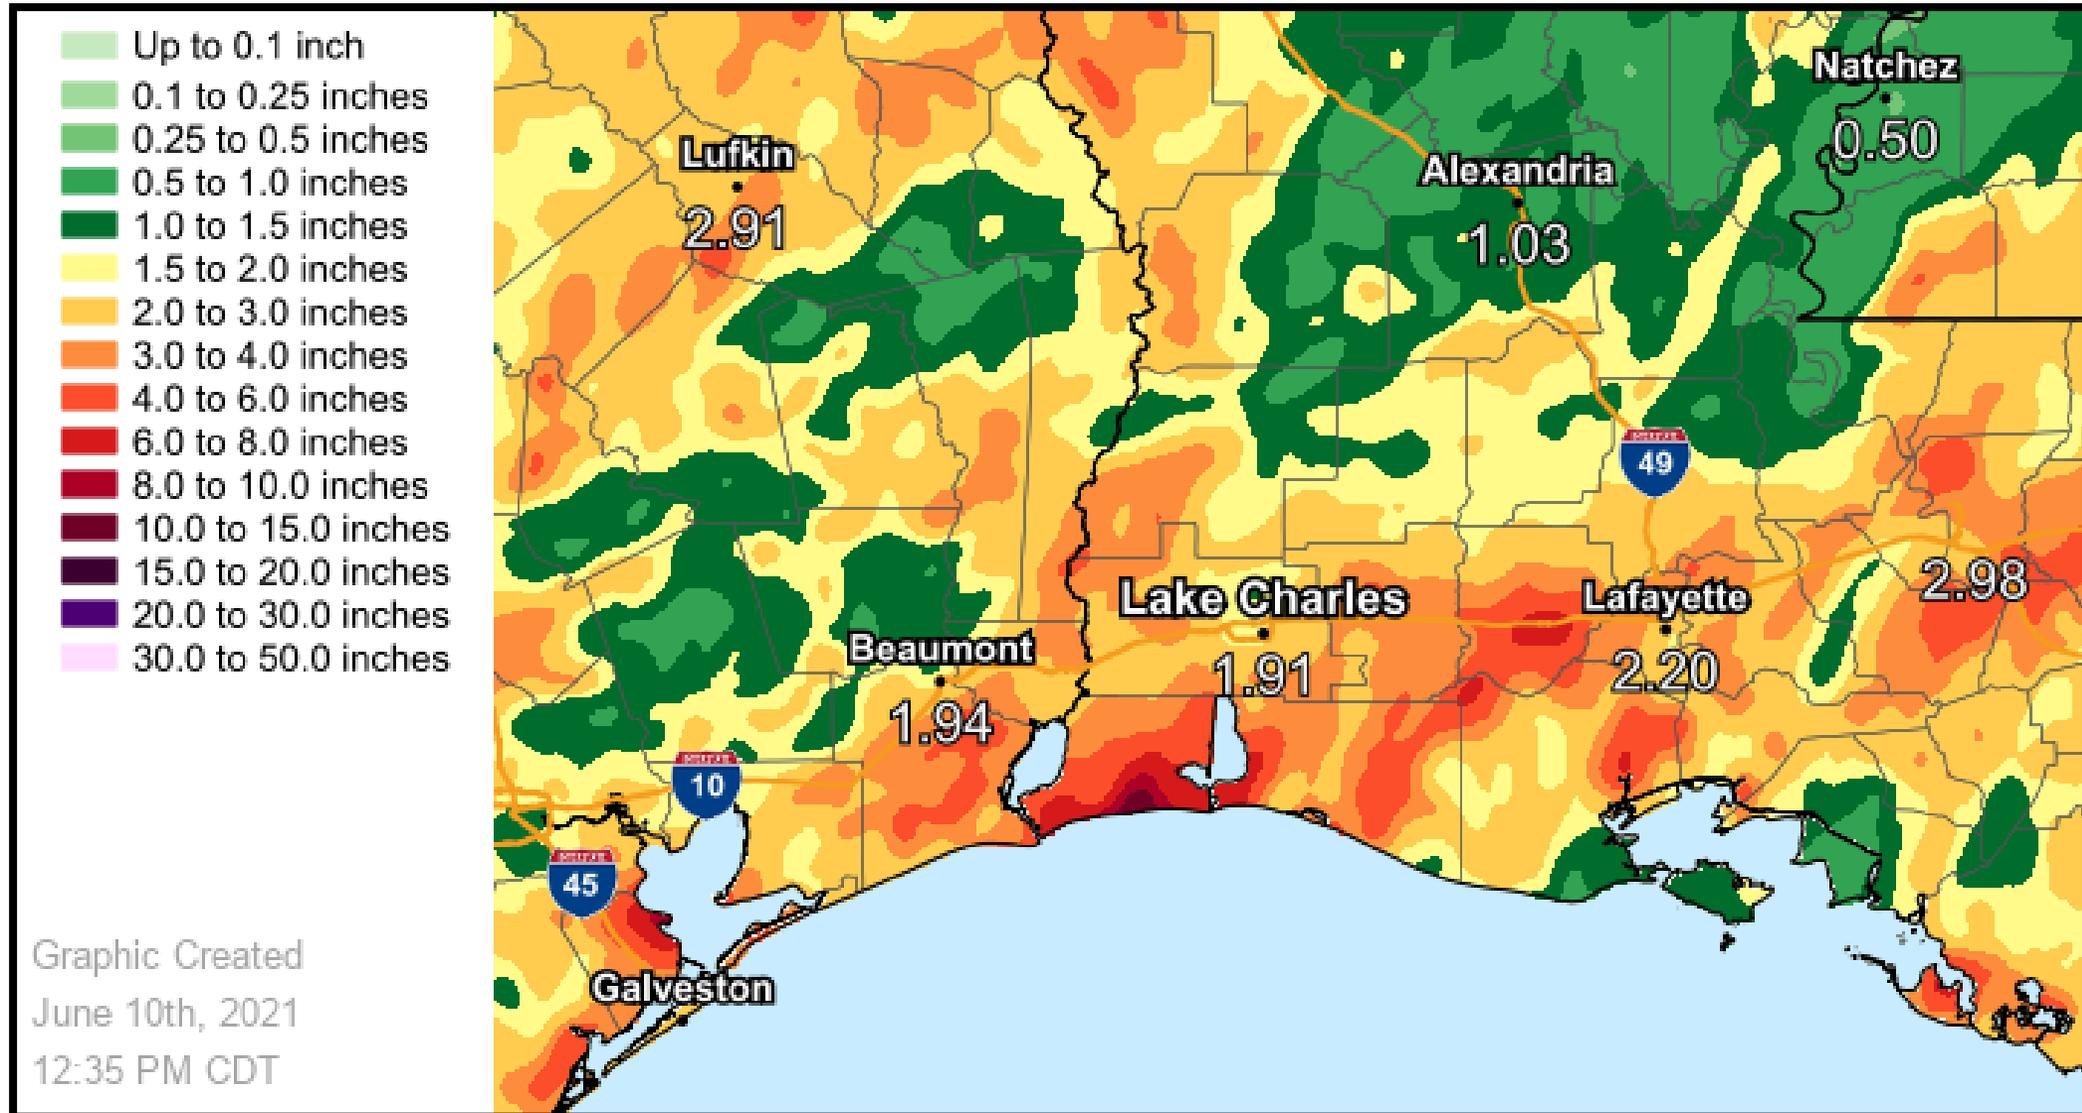 Up to 0.1 inch
0.1 to 0.25 inches
0.25 to 0.5 inches
0.5 to 1.0 inches
1.0 to 1.5 inches
1.5 to 2.0 inches
2.0 to 3.0 inches
3.0 to 4.0 inches
4.0 to 6.0 inches
6.0 to 8.0 inches
8.0 to 10.0 inches
10.0 to 15.0 inches
15.0 to 20.0 inches
20.0 to 30.0 inches
30.0 to 50.0 inches
Graphic Created
June 10th, 2021
12:35 PM CDT
Natchez
0.50
Lufkin
2.91
Alexandria
1.03
49
2.98
Lake Charles
1.91
Lafayette
2.20
Beaumont
1.94
10
45
Galveston